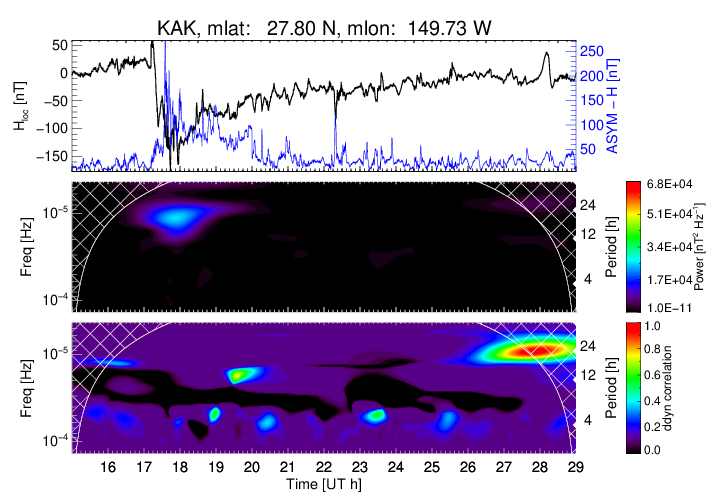 KAK, mlat: 27.80 N, mlon: 149.73 W
50
0
−50
−100
−150
Hloc [nT]
250
200
150
100
50
0
ASYM − H [nT]
10⁻⁵
10⁻⁴
Freq [Hz]
24
12
4
Period [h]
6.8E+04
5.1E+04
3.4E+04
1.7E+04
1.0E−11
Power [nT² Hz⁻¹]
10⁻⁵
10⁻⁴
Freq [Hz]
24
12
4
Period [h]
1.0
0.8
0.6
0.4
0.2
0.0
ddyn correlation
16 17 18 19 20 21 22 23 24 25 26 27 28 29
Time [UT h]